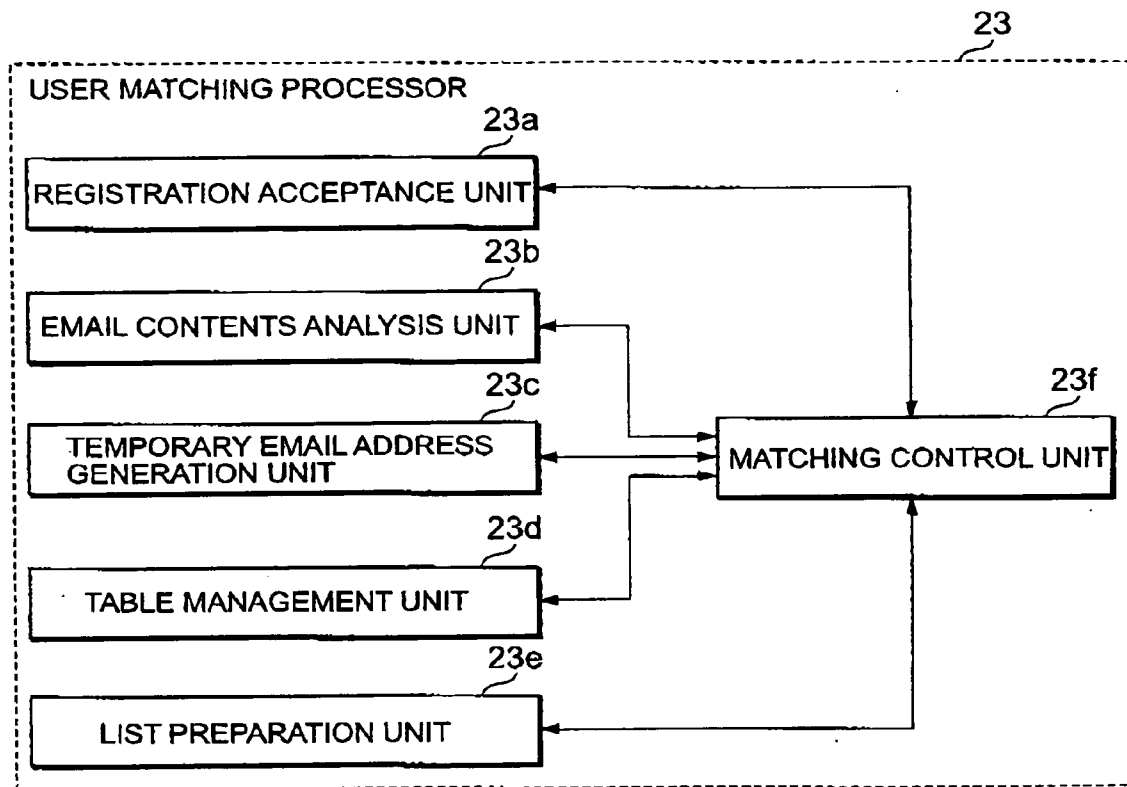 23
USER MATCHING PROCESSOR
23a
REGISTRATION ACCEPTANCE UNIT
23b
EMAIL CONTENTS ANALYSIS UNIT
23c
TEMPORARY EMAIL ADDRESS
GENERATION UNIT
23f
MATCHING CONTROL UNIT
23d
TABLE MANAGEMENT UNIT
23e
LIST PREPARATION UNIT